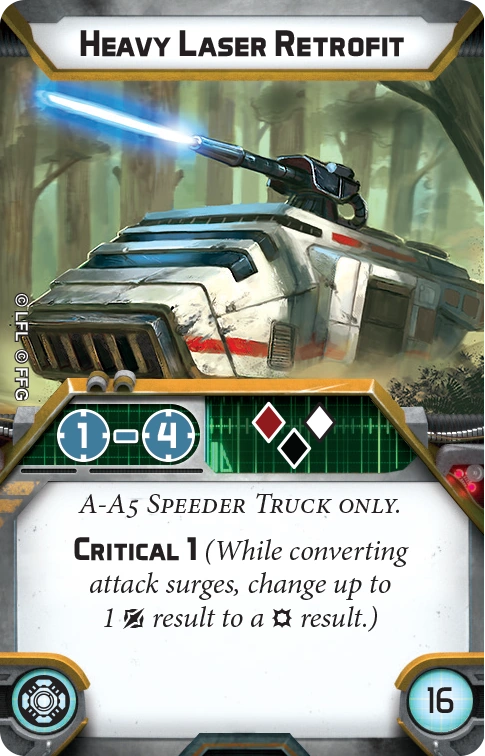 Heavy Laser Retrofit
© LFL © FFG
1 - 4
A-A5 Speeder Truck only.
Critical 1 (While converting
attack surges, change up to
1 result to a result.)
16